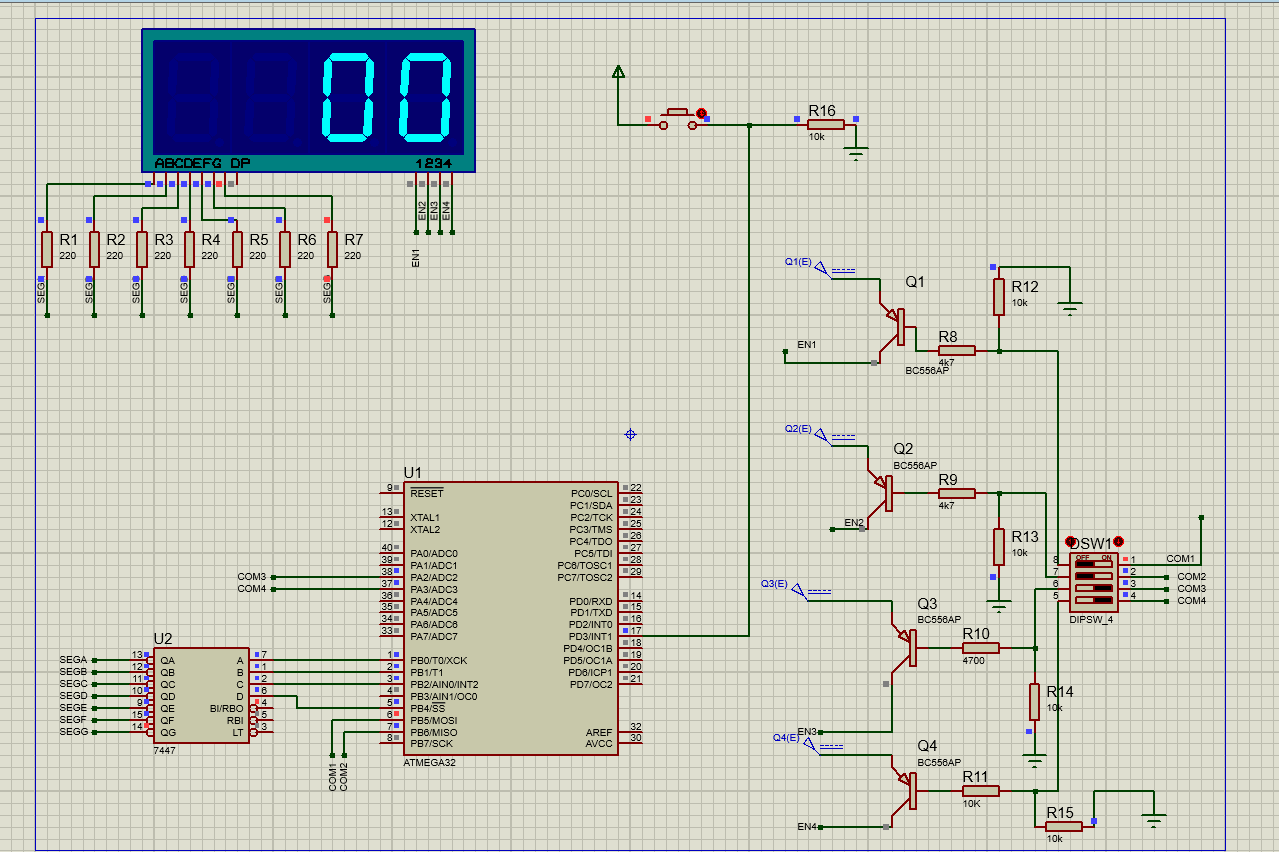 00
ABCDEFG DP
1234
R1
220
R2
220
R3
220
R4
220
R5
220
R6
220
R7
220
EN1
EN2
EN3
EN4
R16
10k
Q1(E)
Q1
BC556AP
EN1
R8
4k7
R12
10k
Q2(E)
Q2
BC556AP
EN2
R9
4k7
R13
10k
Q3(E)
Q3
BC556AP
EN3
R10
4700
R14
10k
Q4(E)
Q4
BC556AP
EN4
R11
10K
R15
10k
DSW1
OFF ON
8 1 COM1
7 2 COM2
6 3 COM3
5 4 COM4
DIPSW_4
U1
9 RESET
13 XTAL1
12 XTAL2
40 PA0/ADC0
39 PA1/ADC1
COM3 38 PA2/ADC2
COM4 37 PA3/ADC3
36 PA4/ADC4
35 PA5/ADC5
34 PA6/ADC6
33 PA7/ADC7
1 PB0/T0/XCK
2 PB1/T1
3 PB2/AIN0/INT2
4 PB3/AIN1/OC0
5 PB4/SS
6 PB5/MOSI
7 PB6/MISO
8 PB7/SCK
PC0/SCL 22
PC1/SDA 23
PC2/TCK 24
PC3/TMS 25
PC4/TDO 26
PC5/TDI 27
PC6/TOSC1 28
PC7/TOSC2 29
PD0/RXD 14
PD1/TXD 15
PD2/INT0 16
PD3/INT1 17
PD4/OC1B 18
PD5/OC1A 19
PD6/ICP1 20
PD7/OC2 21
AREF 32
AVCC 30
ATMEGA32
COM1
COM2
U2
SEGA 13 QA A 7
SEGB 12 QB B 1
SEGC 11 QC C 2
SEGD 10 QD D 6
SEGE 9 QE BI/RBO 4
SEGF 15 QF RBI 5
SEGG 14 QG LT 3
7447